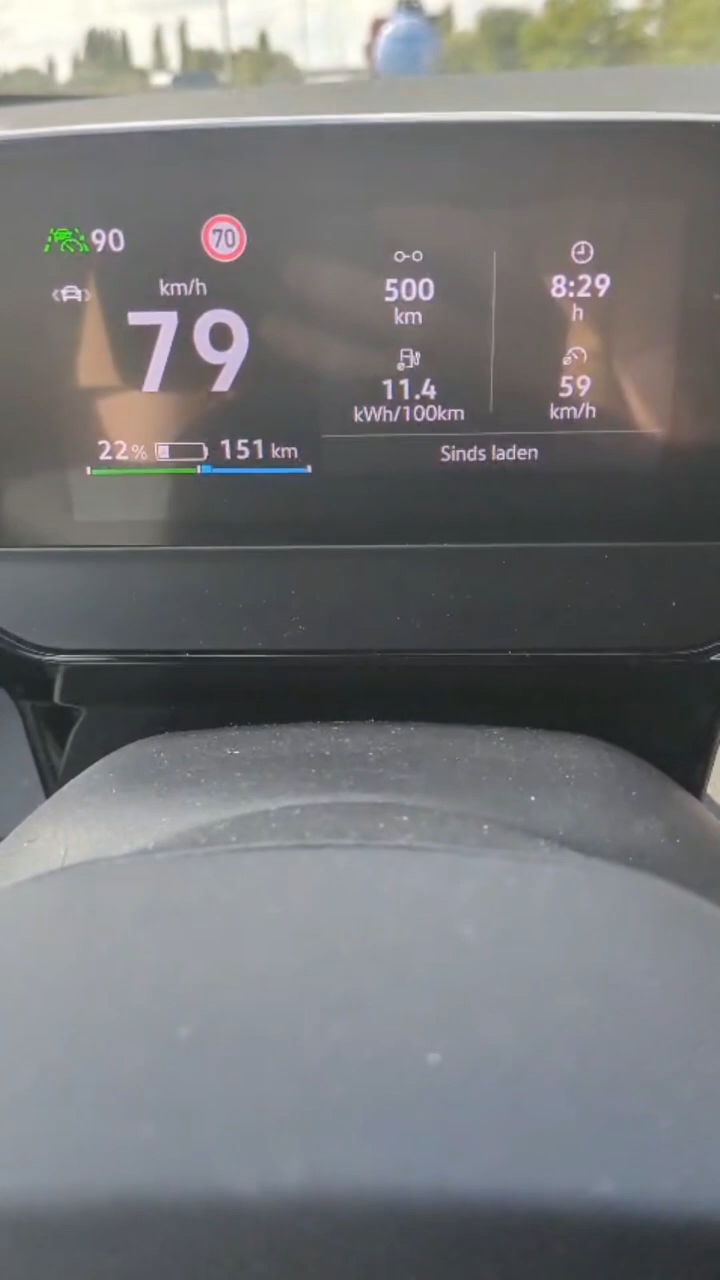 90 70
km/h
79
22% 151 km
500
km
11.4
kWh/100km
8:29
h
59
km/h
Sinds laden